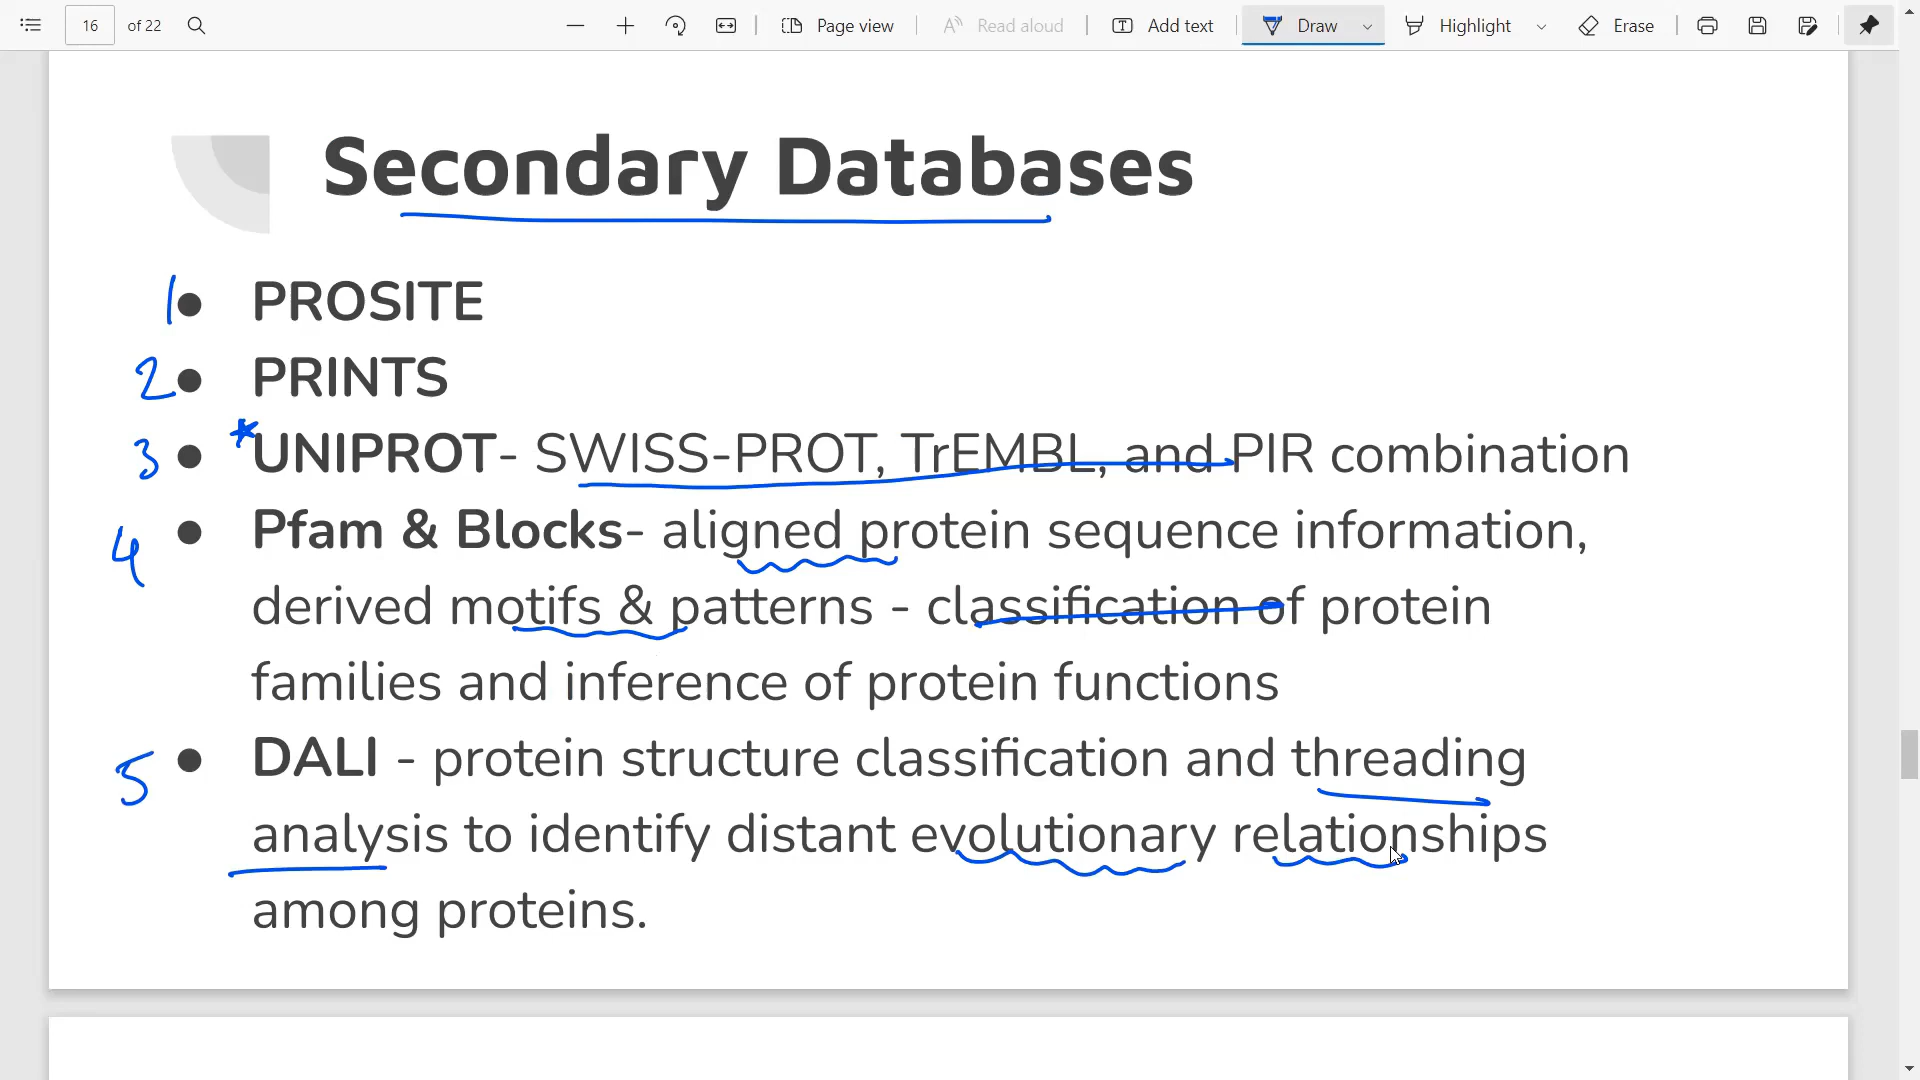 16 of 22 Page view Read aloud Add text Draw Highlight Erase
Secondary Databases
1 ● PROSITE
2 ● PRINTS
3 ● *UNIPROT- SWISS-PROT, TrEMBL, and PIR combination
4 ● Pfam & Blocks- aligned protein sequence information,
derived motifs & patterns - classification of protein
families and inference of protein functions
5 ● DALI - protein structure classification and threading
analysis to identify distant evolutionary relationships
among proteins.